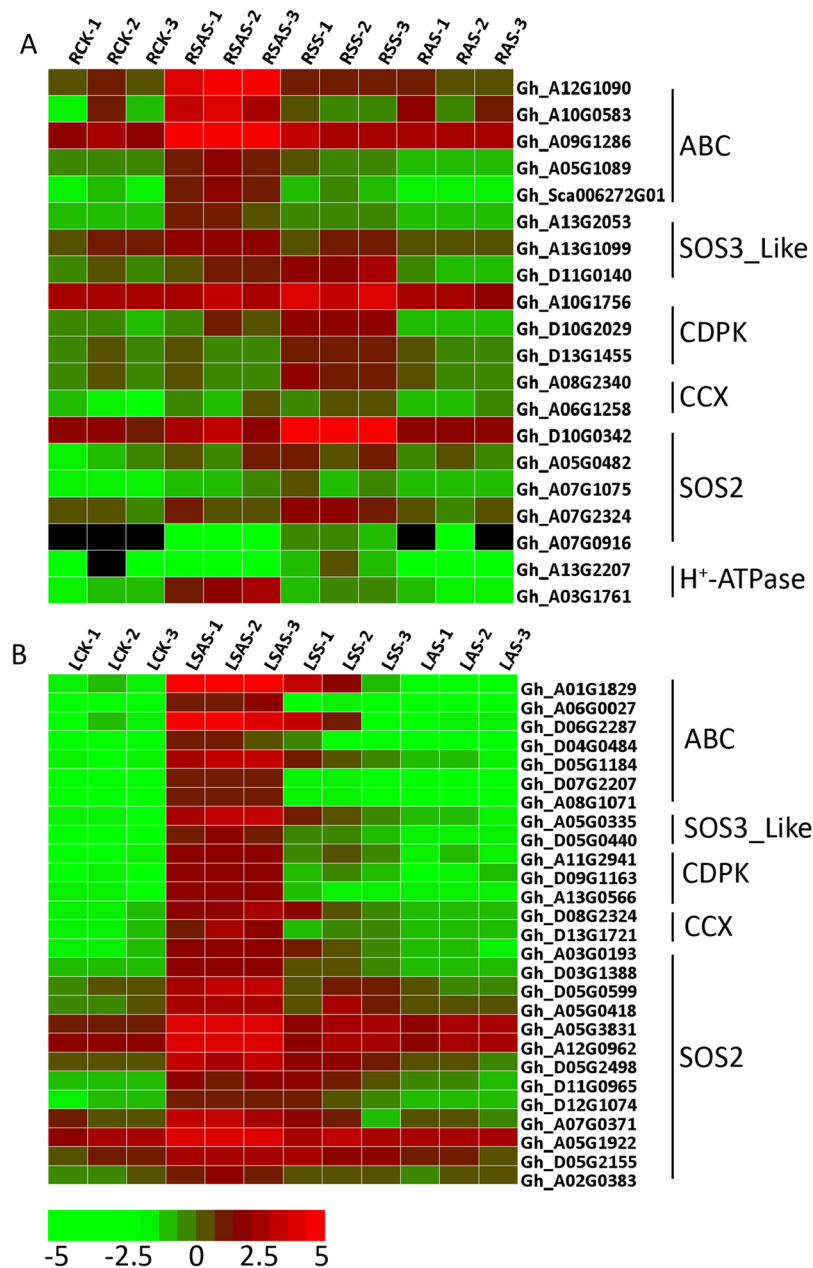 A
RCK-1 RCK-2 RCK-3 RSAS-1 RSAS-2 RSAS-3 RSS-1 RSS-2 RSS-3 RAS-1 RAS-2 RAS-3
Gh_A12G1090
Gh_A10G0583
Gh_A09G1286
ABC
Gh_A05G1089
Gh_Sca006272G01
Gh_A13G2053
Gh_A13G1099
SOS3_Like
Gh_D11G0140
Gh_A10G1756
Gh_D10G2029
CDPK
Gh_D13G1455
Gh_A08G2340
CCX
Gh_A06G1258
Gh_D10G0342
Gh_A05G0482
Gh_A07G1075
SOS2
Gh_A07G2324
Gh_A07G0916
Gh_A13G2207
H⁺-ATPase
Gh_A03G1761
B
LCK-1 LCK-2 LCK-3 LSAS-1 LSAS-2 LSAS-3 LSS-1 LSS-2 LSS-3 LAS-1 LAS-2 LAS-3
Gh_A01G1829
Gh_A06G0027
Gh_D06G2287
ABC
Gh_D04G0484
Gh_D05G1184
Gh_D07G2207
Gh_A08G1071
Gh_A05G0335
SOS3_Like
Gh_D05G0440
Gh_A11G2941
Gh_D09G1163
CDPK
Gh_A13G0566
Gh_D08G2324
CCX
Gh_D13G1721
Gh_A03G0193
Gh_D03G1388
Gh_D05G0599
Gh_A05G0418
Gh_A05G3831
Gh_A12G0962
SOS2
Gh_D05G2498
Gh_D11G0965
Gh_D12G1074
Gh_A07G0371
Gh_A05G1922
Gh_D05G2155
Gh_A02G0383
-5 -2.5 0 2.5 5